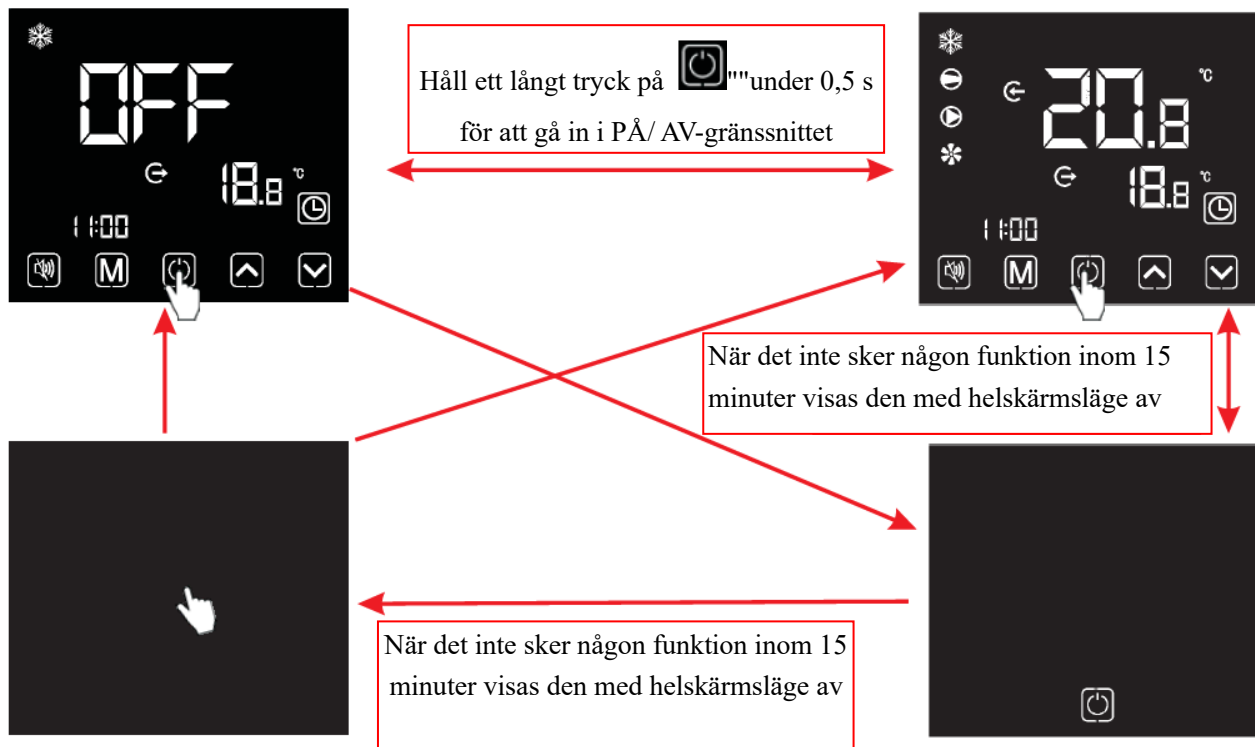 OFF
18.8 °C
11:00
M
Håll ett långt tryck på ""under 0,5 s
för att gå in i PÅ/ AV-gränssnittet
20.8 °C
18.8 °C
11:00
M
När det inte sker någon funktion inom 15
minuter visas den med helskärmsläge av
När det inte sker någon funktion inom 15
minuter visas den med helskärmsläge av